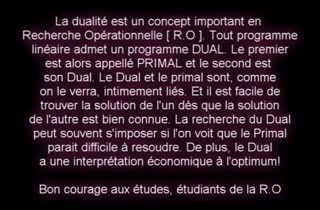 La dualité est un concept important en
Recherche Opérationnelle [ R.O ]. Tout programme
linéaire admet un programme DUAL. Le premier
est alors appellé PRIMAL et le second est
son Dual. Le Dual et le primal sont, comme
on le verra, intimement liés. Et il est facile de
trouver la solution de l'un dès que la solution
de l'autre est bien connue. La recherche du Dual
peut souvent s'imposer si l'on voit que le Primal
parait difficile à resoudre. De plus, le Dual
a une interprétation économique à l'optimum!
Bon courage aux études, étudiants de la R.O